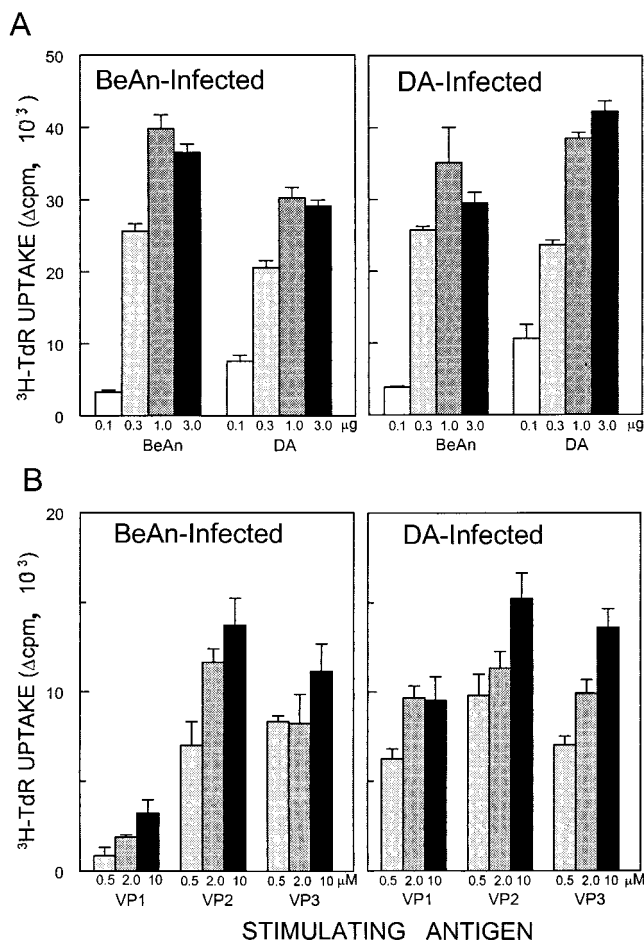 A
BeAn-Infected
DA-Infected
³H-TdR UPTAKE (Δcpm, 10⁻³)
50
40
30
20
10
0
0.1 0.3 1.0 3.0 0.1 0.3 1.0 3.0 μg
BeAn DA
0.1 0.3 1.0 3.0 0.1 0.3 1.0 3.0 μg
BeAn DA
B
BeAn-Infected
DA-Infected
³H-TdR UPTAKE (Δcpm, 10³)
20
10
0
0.5 2.0 10 0.5 2.0 10 0.5 2.0 10 μM
VP1 VP2 VP3
0.5 2.0 10 0.5 2.0 10 0.5 2.0 10 μM
VP1 VP2 VP3
STIMULATING ANTIGEN